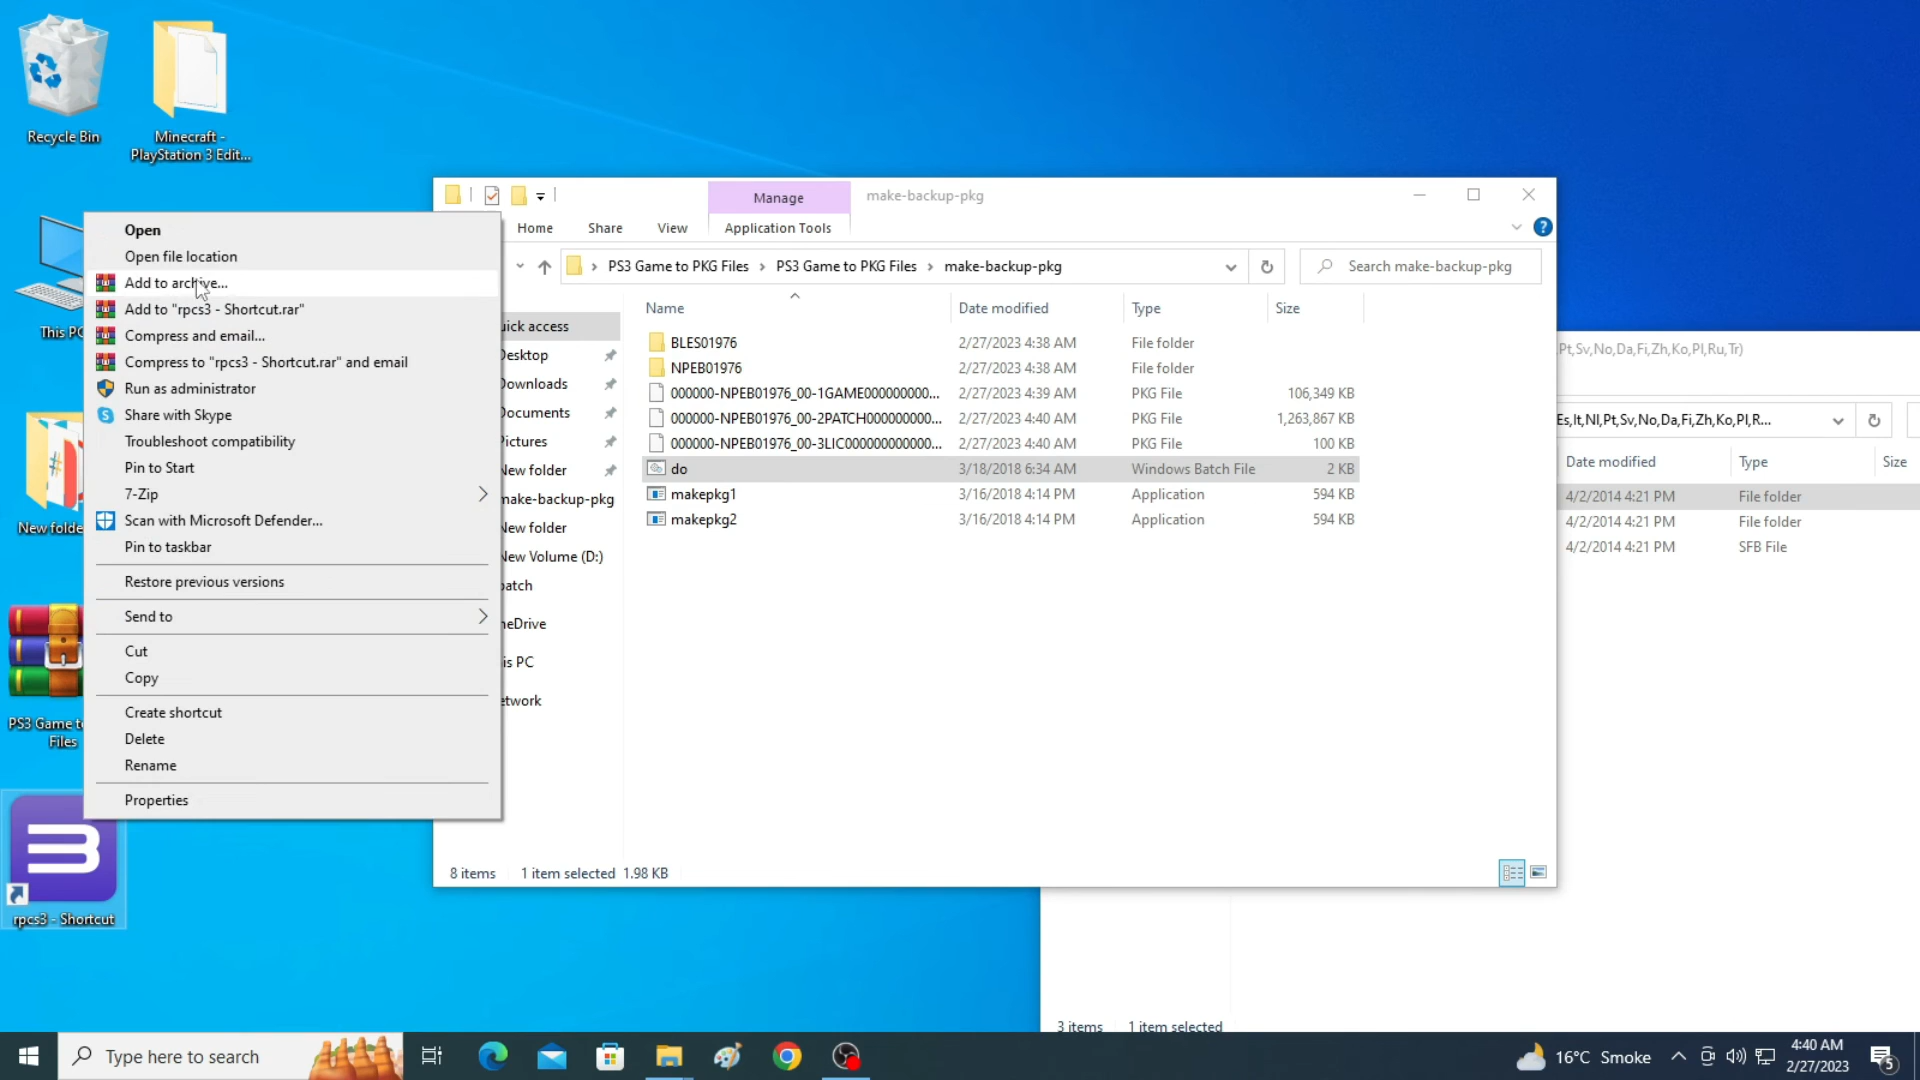 Recycle Bin
Minecraft -
PlayStation 3 Edit...
This PC
New folde
PS3 Game to
Files
rpcs3 - Shortcut
Open
Open file location
Add to archive...
Add to "rpcs3 - Shortcut.rar"
Compress and email...
Compress to "rpcs3 - Shortcut.rar" and email
Run as administrator
Share with Skype
Troubleshoot compatibility
Pin to Start
7-Zip
Scan with Microsoft Defender...
Pin to taskbar
Restore previous versions
Send to
Cut
Copy
Create shortcut
Delete
Rename
Properties
Manage make-backup-pkg
Home Share View Application Tools
PS3 Game to PKG Files > PS3 Game to PKG Files > make-backup-pkg
Search make-backup-pkg
uick access
Desktop
Downloads
Documents
Pictures
New folder
make-backup-pkg
New folder
New Volume (D:)
patch
neDrive
is PC
etwork
Name Date modified Type Size
BLES01976 2/27/2023 4:38 AM File folder
NPEB01976 2/27/2023 4:38 AM File folder
000000-NPEB01976_00-1GAME000000000... 2/27/2023 4:39 AM PKG File 106,349 KB
000000-NPEB01976_00-2PATCH000000000... 2/27/2023 4:40 AM PKG File 1,263,867 KB
000000-NPEB01976_00-3LIC000000000000... 2/27/2023 4:40 AM PKG File 100 KB
do 3/18/2018 6:34 AM Windows Batch File 2 KB
makepkg1 3/16/2018 4:14 PM Application 594 KB
makepkg2 3/16/2018 4:14 PM Application 594 KB
8 items 1 item selected 1.98 KB
Pt,Sv,No,Da,Fi,Zh,Ko,Pl,Ru,Tr)
Es,It,Nl,Pt,Sv,No,Da,Fi,Zh,Ko,Pl,R...
Date modified Type Size
4/2/2014 4:21 PM File folder
4/2/2014 4:21 PM File folder
4/2/2014 4:21 PM SFB File
3 items 1 item selected
Type here to search
16°C Smoke
4:40 AM
2/27/2023
5